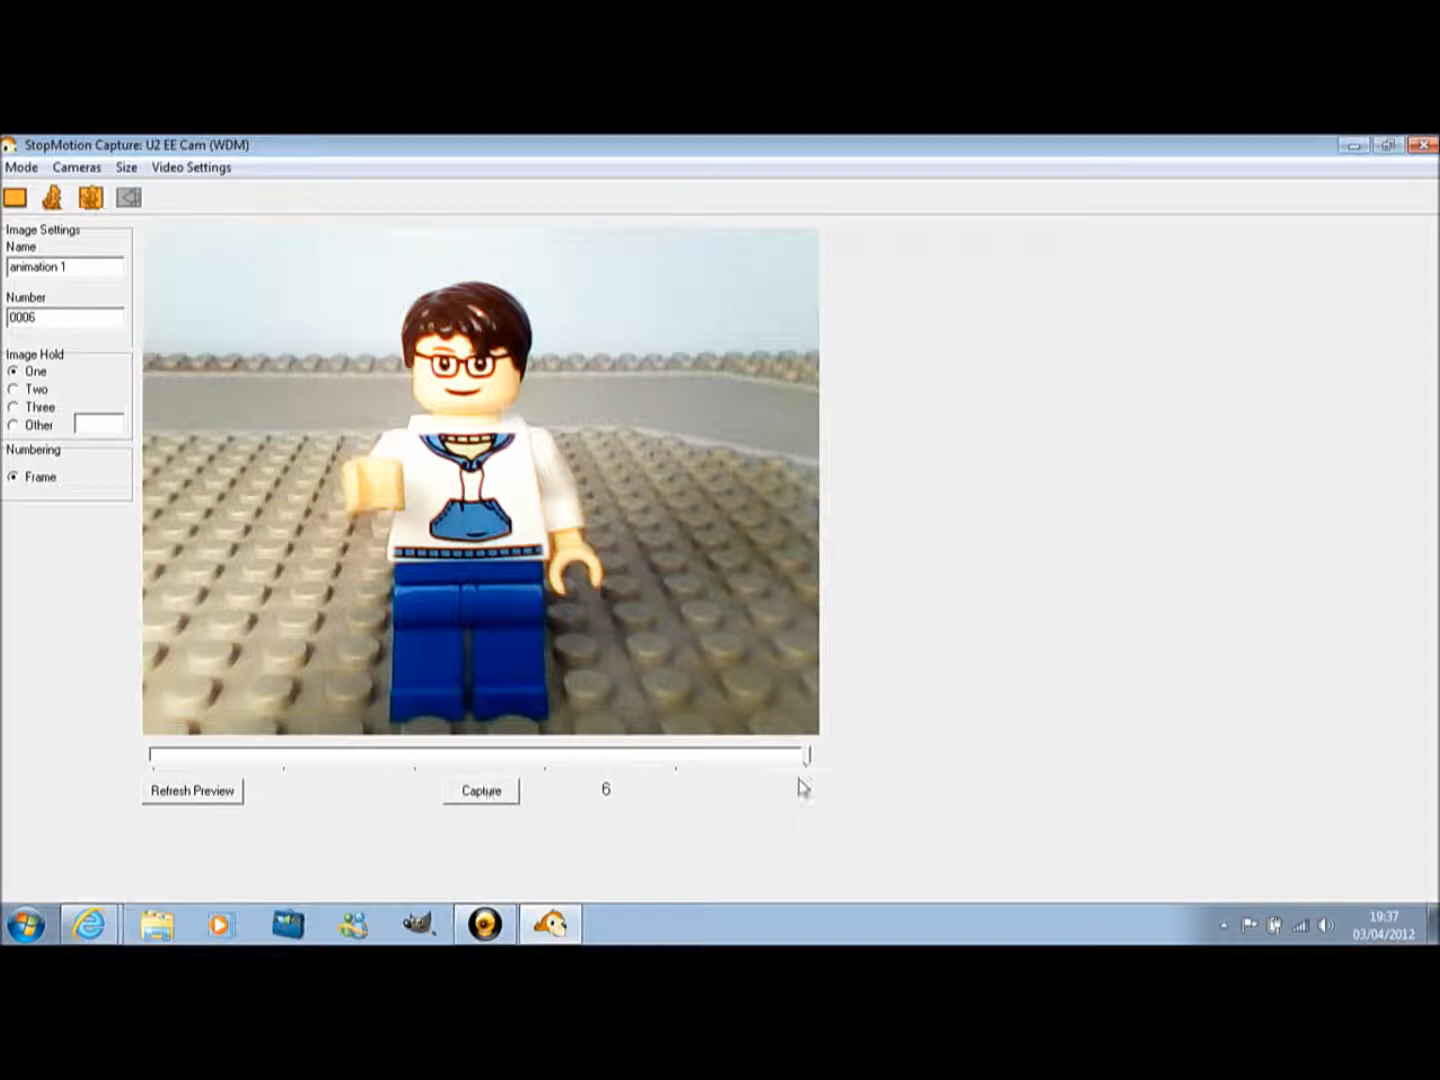 StopMotion Capture: U2 EE Cam (WDM)
Mode Cameras Size Video Settings
Image Settings
Name
animation 1
Number
0006
Image Hold
One
Two
Three
Other
Numbering
Frame
Refresh Preview Capture 6
19:37
03/04/2012